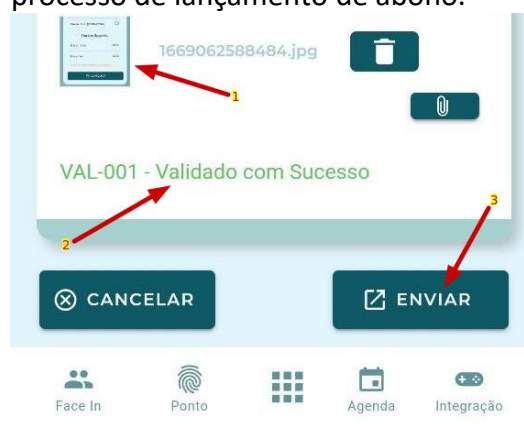 processo de lançamento de abono.
1669062588484.jpg
1
VAL-001 - Validado com Sucesso
2
3
CANCELAR
ENVIAR
Face In
Ponto
Agenda
Integração